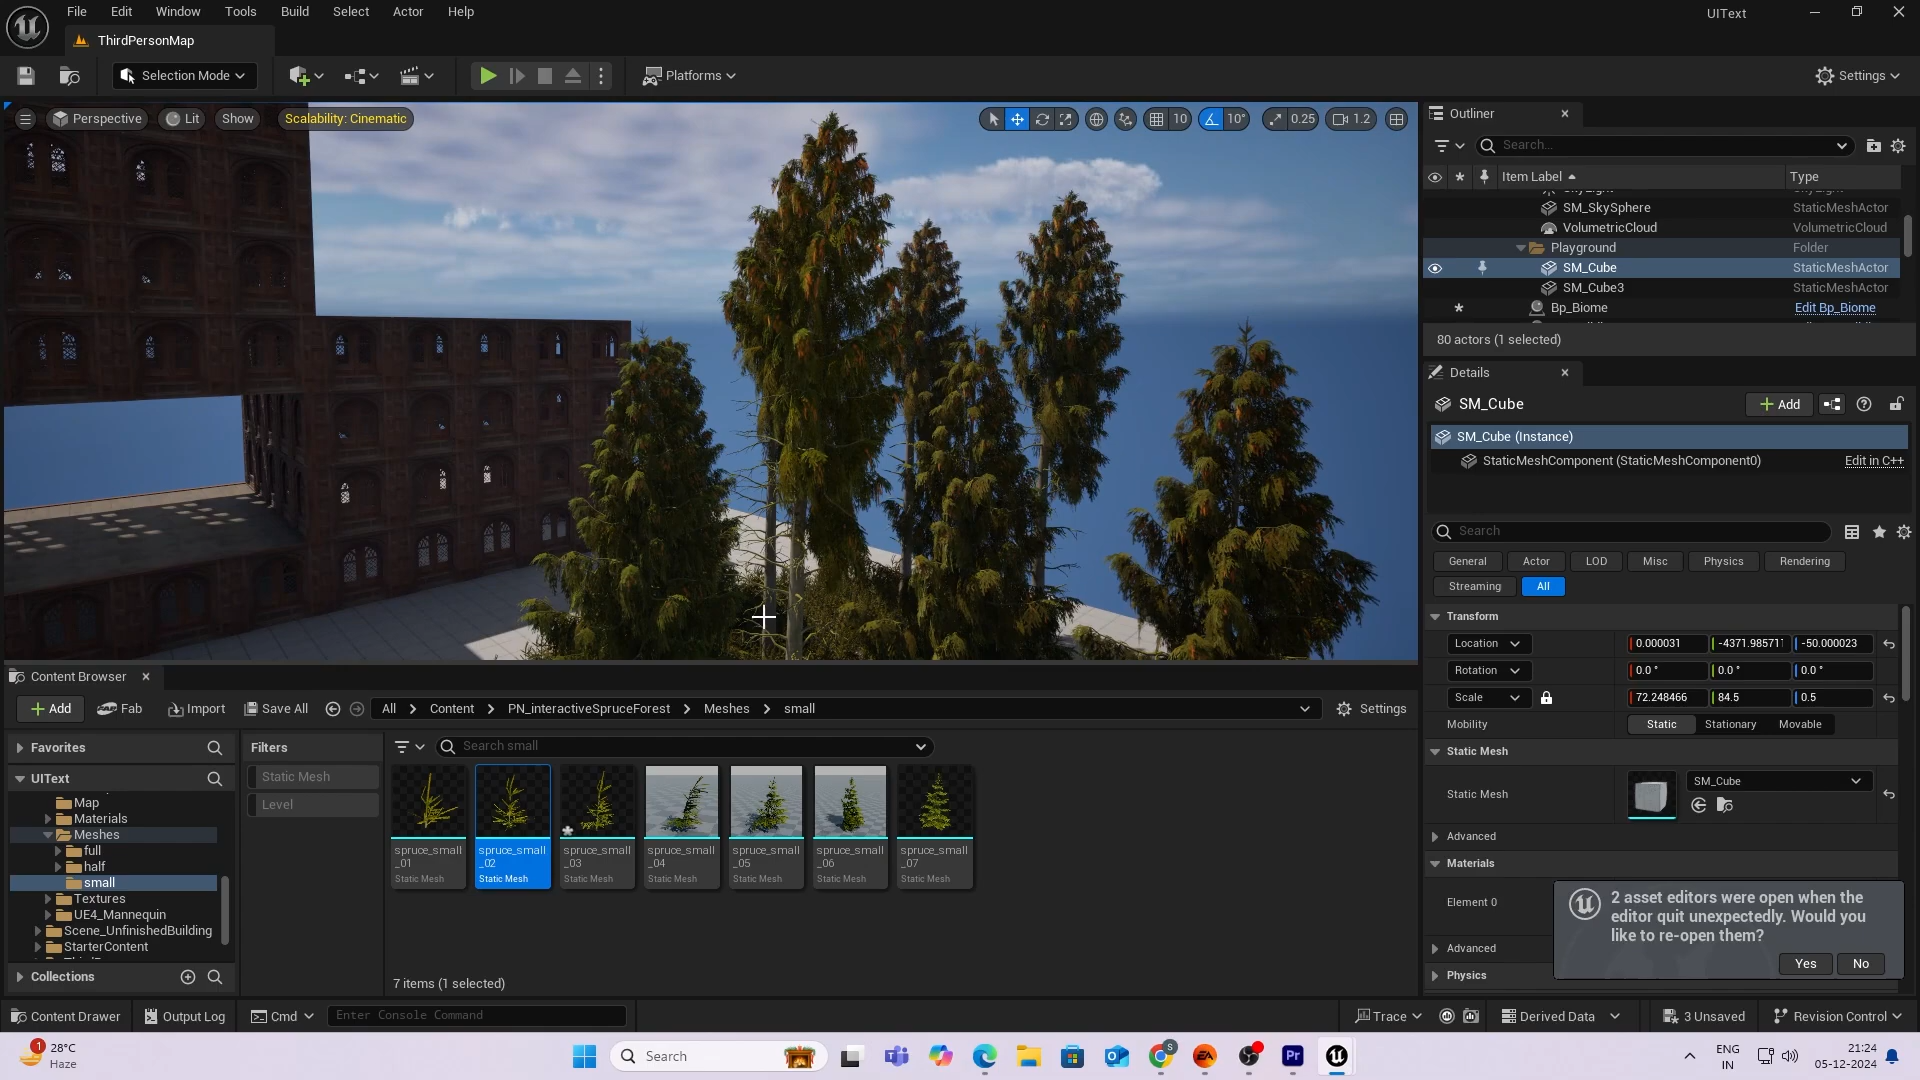 File Edit Window Tools Build Select Actor Help
UIText
ThirdPersonMap
Selection Mode
Platforms
Settings
Perspective Lit Show Scalability: Cinematic
10 10° 0.25 1.2
Outliner
Search...
Item Label Type
SM_SkySphere StaticMeshActor
VolumetricCloud VolumetricCloud
Playground Folder
SM_Cube StaticMeshActor
SM_Cube3 StaticMeshActor
Bp_Biome Edit Bp_Biome
80 actors (1 selected)
Details
SM_Cube
Add
SM_Cube (Instance)
StaticMeshComponent (StaticMeshComponent0) Edit in C++
Search
General Actor LOD Misc Physics Rendering
Streaming All
Transform
Location 0.000031 -4371.98571 -50.000023
Rotation 0.0 ° 0.0 ° 0.0 °
Scale 72.248466 84.5 0.5
Mobility Static Stationary Movable
Static Mesh
Static Mesh SM_Cube
Advanced
Materials
Element 0
Advanced
Physics
2 asset editors were open when the
editor quit unexpectedly. Would you
like to re-open them?
Yes No
Content Browser
Add Fab Import Save All All Content PN_interactiveSpruceForest Meshes small Settings
Favorites
UIText
Map
Materials
Meshes
full
half
small
Textures
UE4_Mannequin
Scene_UnfinishedBuilding
StarterContent
Collections
Filters
Static Mesh
Level
Search small
spruce_small
_01
Static Mesh
spruce_small
_02
Static Mesh
spruce_small
_03
Static Mesh
spruce_small
_04
Static Mesh
spruce_small
_05
Static Mesh
spruce_small
_06
Static Mesh
spruce_small
_07
Static Mesh
7 items (1 selected)
Content Drawer Output Log Cmd Enter Console Command Trace Derived Data 3 Unsaved Revision Control
1
28°C
Haze
Search
S
Pr
ENG
IN
21:24
05-12-2024